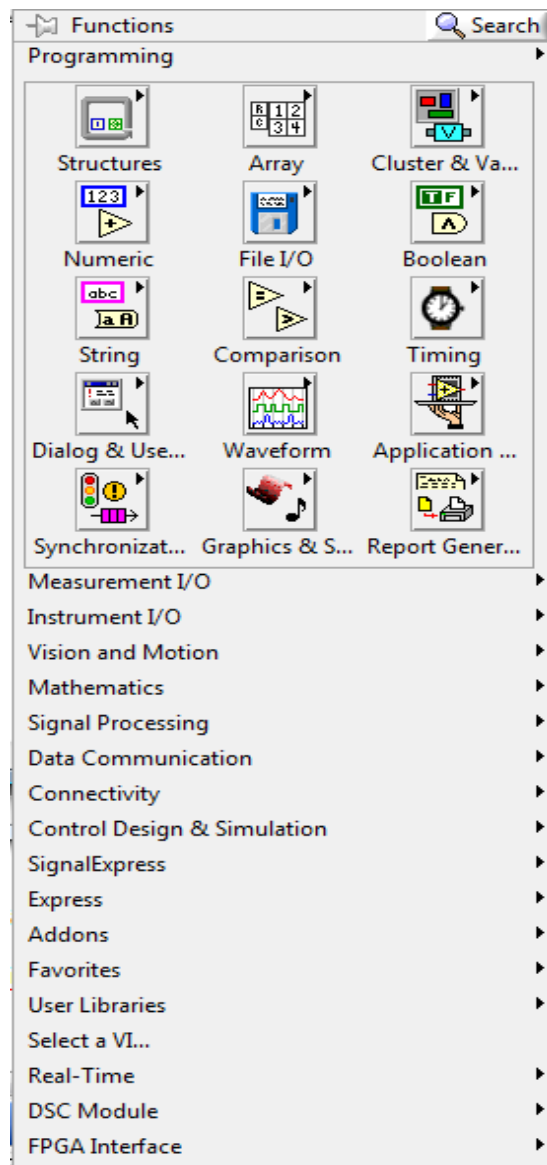 Functions Search
Programming
Structures Array Cluster & Va...
123
Numeric File I/O Boolean
abc
String Comparison Timing
Dialog & Use... Waveform Application ...
Synchronizat... Graphics & S... Report Gener...
Measurement I/O
Instrument I/O
Vision and Motion
Mathematics
Signal Processing
Data Communication
Connectivity
Control Design & Simulation
SignalExpress
Express
Addons
Favorites
User Libraries
Select a VI...
Real-Time
DSC Module
FPGA Interface